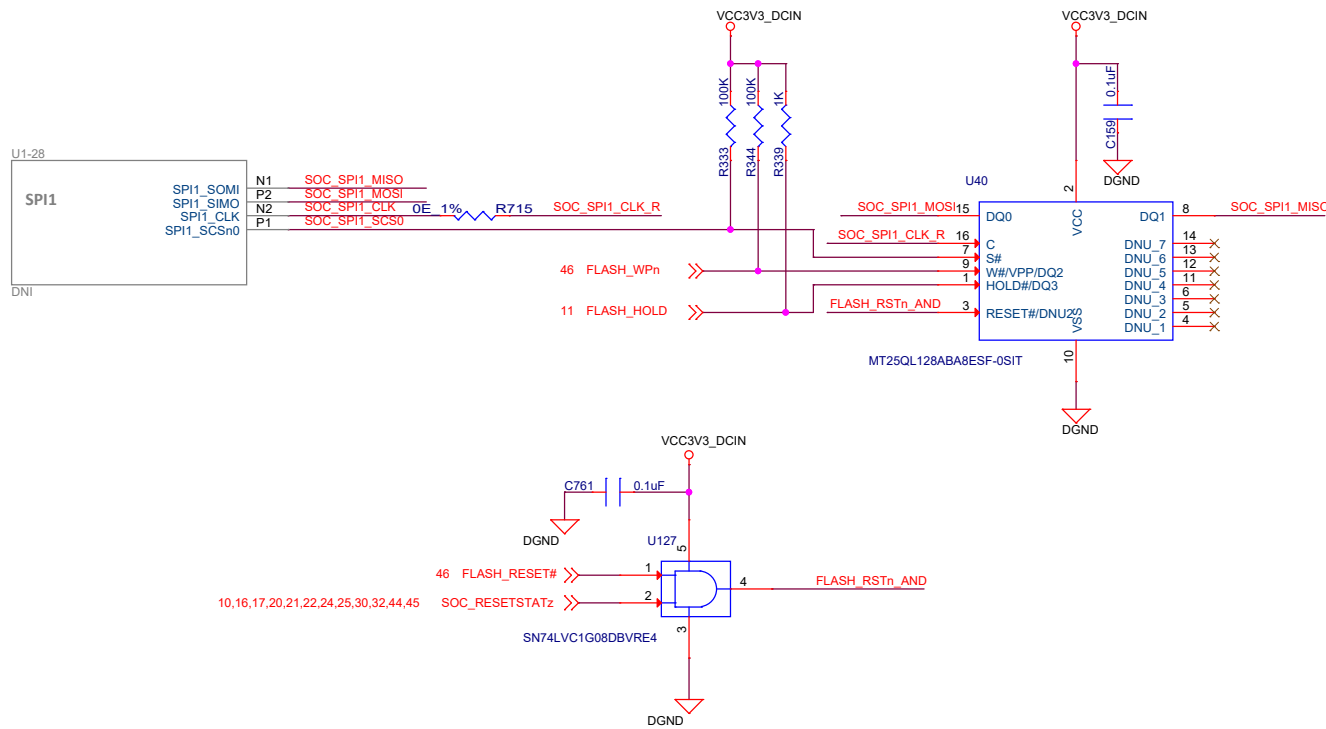 VCC3V3_DCIN
VCC3V3_DCIN
100K
100K
1K
R333
R344
R339
0.1uF
C159
DGND
U1-28
SPI1
SPI1_SOMI
SPI1_SIMO
SPI1_CLK
SPI1_SCSn0
N1
P2
N2
P1
SOC_SPI1_MISO
SOC_SPI1_MOSI
SOC_SPI1_CLK
SOC_SPI1_SCS0
0E_1%
R715
SOC_SPI1_CLK_R
DNI
U40
2
VCC
SOC_SPI1_MOSI
15
DQ0
DQ1
8
SOC_SPI1_MISO
SOC_SPI1_CLK_R
16
C
7
S#
46 FLASH_WPn
9
W#/VPP/DQ2
1
HOLD#/DQ3
11 FLASH_HOLD
FLASH_RSTn_AND
3
RESET#/DNU2
VSS
DNU_7
14
DNU_6
13
DNU_5
12
DNU_4
11
DNU_3
6
DNU_2
5
DNU_1
4
10
MT25QL128ABA8ESF-0SIT
DGND
VCC3V3_DCIN
C761
0.1uF
DGND
U127
5
46 FLASH_RESET#
1
4
FLASH_RSTn_AND
10,16,17,20,21,22,24,25,30,32,44,45 SOC_RESETSTATz
2
3
SN74LVC1G08DBVRE4
DGND